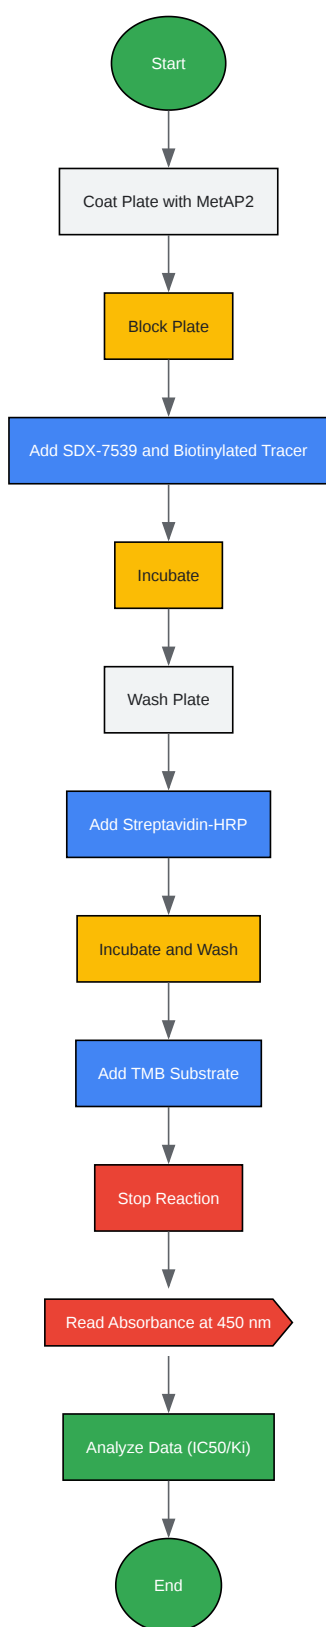 Start
Coat Plate with MetAP2
Block Plate
Add SDX-7539 and Biotinylated Tracer
Incubate
Wash Plate
Add Streptavidin-HRP
Incubate and Wash
Add TMB Substrate
Stop Reaction
Read Absorbance at 450 nm
Analyze Data (IC50/Ki)
End